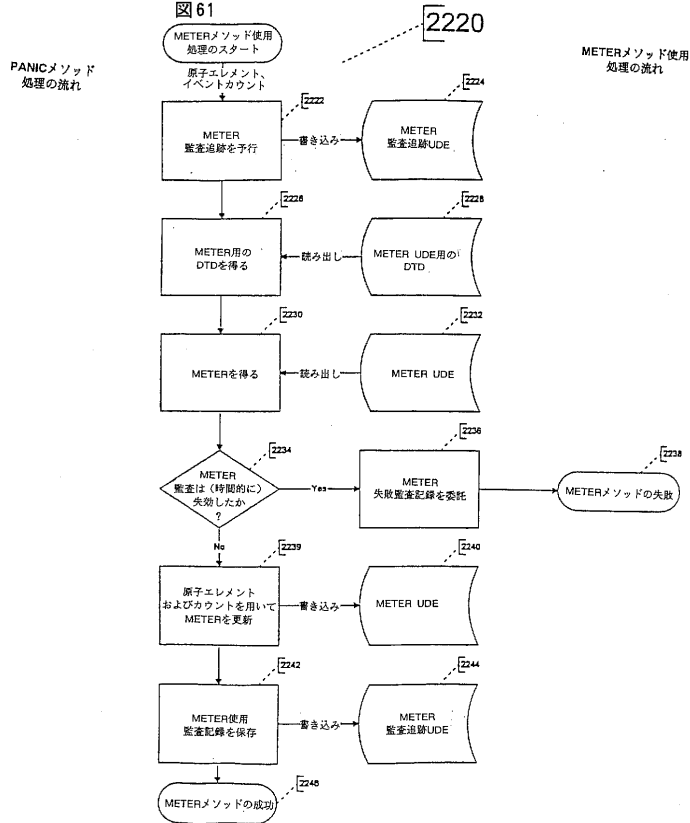 図61
2220
METERメソッド使用
処理のスタート
PANICメソッド
処理の流れ
METERメソッド使用
処理の流れ
原子エレメント、
イベントカウント
2222
METER
監査追跡を予行
書き込み
2224
METER
監査追跡UDE
2226
METER用の
DTDを得る
読み出し
2228
METER UDE用の
DTD
2230
METERを得る
読み出し
2232
METER UDE
2234
METER
監査は(時間的に)
失効したか
?
Yes
2236
METER
失敗監査記録を委託
2238
METERメソッドの失敗
No
2239
原子エレメント
およびカウントを用いて
METERを更新
書き込み
2240
METER UDE
2242
METER使用
監査記録を保存
書き込み
2244
METER
監査追跡UDE
METERメソッドの成功
2246